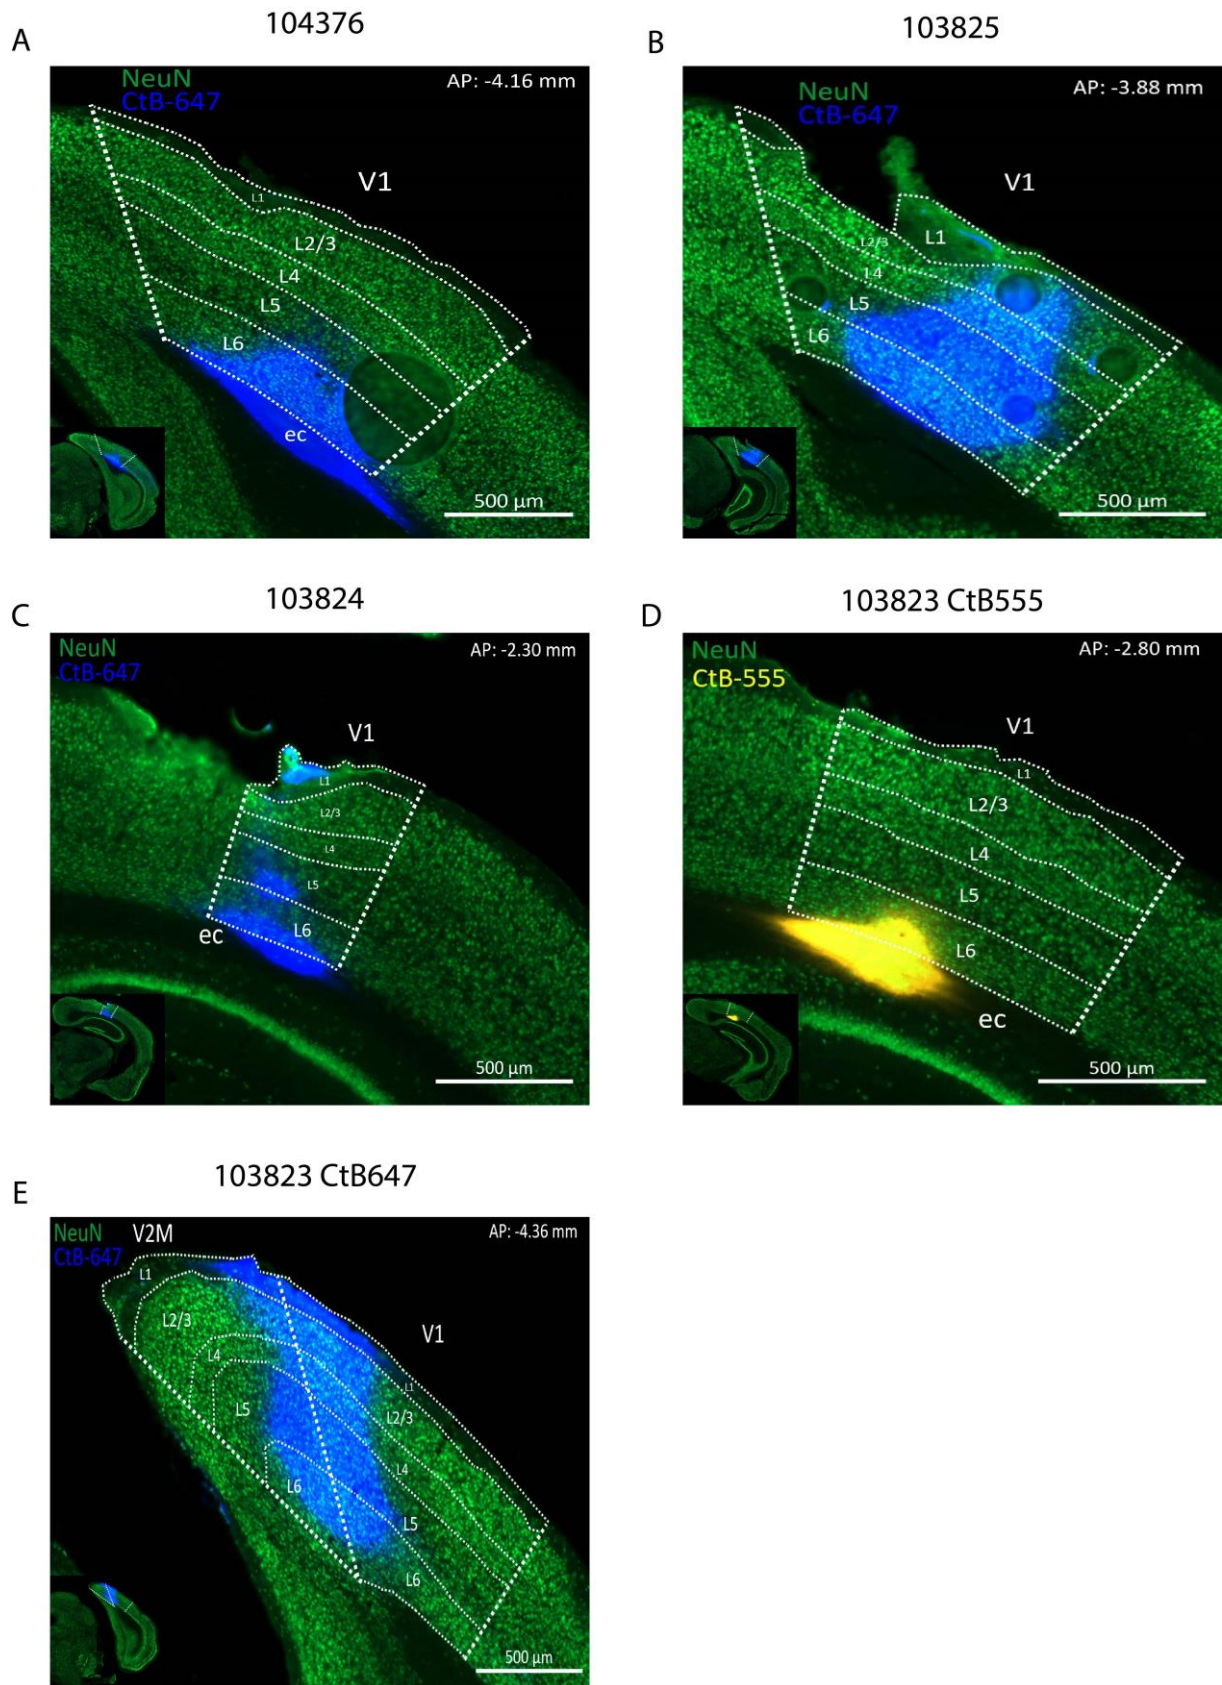 A
104376
NeuN
CtB-647
AP: -4.16 mm
V1
L1
L2/3
L4
L5
L6
ec
500 µm
B
103825
NeuN
CtB-647
AP: -3.88 mm
V1
L1
L2/3
L4
L5
L6
500 µm
C
103824
NeuN
CtB-647
AP: -2.30 mm
V1
L1
L2/3
L4
L5
L6
ec
500 µm
D
103823 CtB555
NeuN
CtB-555
AP: -2.80 mm
V1
L1
L2/3
L4
L5
L6
ec
500 µm
E
103823 CtB647
NeuN
CtB-647
V2M
AP: -4.36 mm
L1
L2/3
L4
L5
L6
V1
L1
L2/3
L4
L5
L6
500 µm